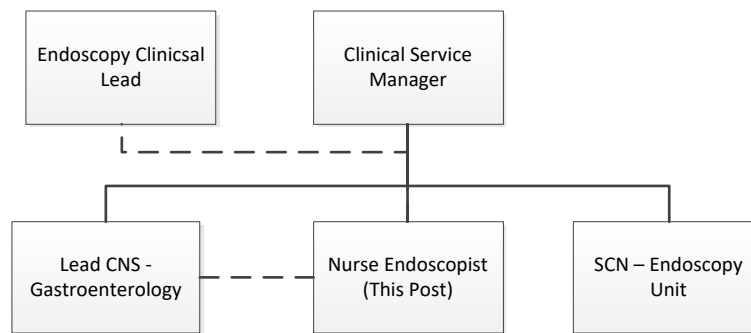 Endoscopy Clinicsal
Lead
Clinical Service
Manager
Lead CNS -
Gastroenterology
Nurse Endoscopist
(This Post)
SCN – Endoscopy
Unit